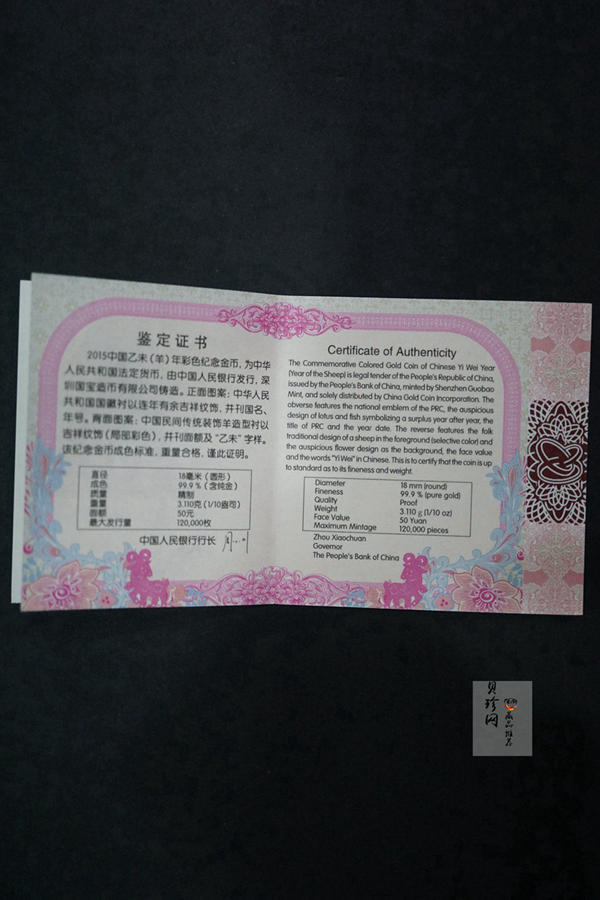 鉴定证书
2015中国乙未（羊）年彩色纪念金币，为中华
人民共和国法定货币，由中国人民银行发行，深
圳国宝造币有限公司铸造。正面图案：中华人民
共和国国徽衬以连年有余吉祥纹饰，并刊国名、
年号。背面图案：中国民间传统装饰羊造型衬以
吉祥纹饰（局部彩色），并刊面额及“乙未”字样。
该纪念金币成色标准，重量合格，谨此证明。
直径 18毫米（圆形）
成色 99.9％（含纯金）
质量 精制
重量 3.110克（1/10盎司）
面额 50元
最大发行量 120,000枚
中国人民银行行长
Certificate of Authenticity
The Commemorative Colored Gold Coin of Chinese Yi Wei Year
(Year of the Sheep) is legal tender of the People's Republic of China,
issued by the People's Bank of China, minted by Shenzhen Guobao
Mint, and solely distributed by China Gold Coin Incorporation. The
obverse features the national emblem of the PRC, the auspicious
design of lotus and fish symbolizing a surplus year after year, the
title of PRC and the year date. The reverse features the folk
traditional design of a sheep in the foreground (selective color) and
the auspicious flower design as the background, the face value
and the words "Yi Wei" in Chinese. This is to certify that the coin is up
to standard as to its fineness and weight.
Diameter 18 mm (round)
Fineness 99.9 % (pure gold)
Quality Proof
Weight 3.110 g (1/10 oz)
Face Value 50 Yuan
Maximum Mintage 120,000 pieces
Zhou Xiaochuan
Governor
The People's Bank of China
贝珍网
藏品推荐